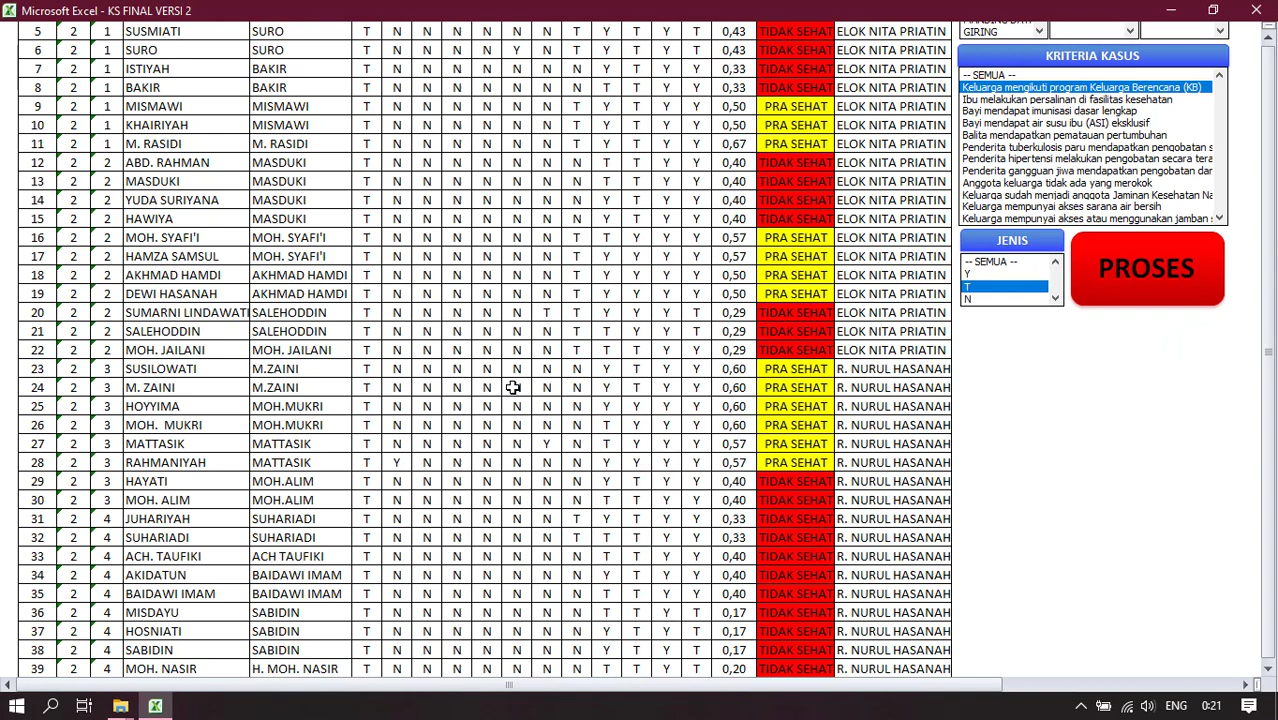 Microsoft Excel - KS FINAL VERSI 2
5 2 1 SUSMIATI SURO T N N N N N N T Y T Y T 0,43 TIDAK SEHAT ELOK NITA PRIATIN
6 2 1 SURO SURO T N N N N Y N T Y T Y T 0,43 TIDAK SEHAT ELOK NITA PRIATIN
7 2 1 ISTIYAH BAKIR T N N N N N N T Y T Y Y 0,33 TIDAK SEHAT ELOK NITA PRIATIN
8 2 1 BAKIR BAKIR T N N N N N N T T T Y Y 0,33 TIDAK SEHAT ELOK NITA PRIATIN
9 2 1 MISMAWI MISMAWI T N N N N N N T T T Y Y 0,50 PRA SEHAT ELOK NITA PRIATIN
10 2 1 KHAIRIYAH MISMAWI T N N N N N N T Y T Y Y 0,50 PRA SEHAT ELOK NITA PRIATIN
11 2 1 M. RASIDI M. RASIDI T N N N N N N T Y Y Y Y 0,67 PRA SEHAT ELOK NITA PRIATIN
12 2 2 ABD. RAHMAN MASDUKI T N N N N N N N T T Y Y 0,40 TIDAK SEHAT ELOK NITA PRIATIN
13 2 2 MASDUKI MASDUKI T N N N N N N N T T Y Y 0,40 TIDAK SEHAT ELOK NITA PRIATIN
14 2 2 YUDA SURIYANA MASDUKI T N N N N N N N Y T Y Y 0,40 TIDAK SEHAT ELOK NITA PRIATIN
15 2 2 HAWIYA MASDUKI T N N N N N N N Y T Y Y 0,40 TIDAK SEHAT ELOK NITA PRIATIN
16 2 2 MOH. SYAFI'I MOH. SYAFI'I T N N N N N N T T Y Y Y 0,57 PRA SEHAT ELOK NITA PRIATIN
17 2 2 HAMZA SAMSUL MOH. SYAFI'I T N N N N N N T Y Y Y Y 0,57 PRA SEHAT ELOK NITA PRIATIN
18 2 2 AKHMAD HAMDI AKHMAD HAMDI T N N N N N N T Y T Y Y 0,50 PRA SEHAT ELOK NITA PRIATIN
19 2 2 DEWI HASANAH AKHMAD HAMDI T N N N N N N T Y T Y Y 0,50 PRA SEHAT ELOK NITA PRIATIN
20 2 2 SUMARNI LINDAWATI SALEHODDIN T N N N N N T T Y T Y Y 0,29 TIDAK SEHAT ELOK NITA PRIATIN
21 2 2 SALEHODDIN SALEHODDIN T N N N N N N T T T Y Y 0,29 TIDAK SEHAT ELOK NITA PRIATIN
22 2 2 MOH. JAILANI MOH. JAILANI T N N N N N N T T T Y Y 0,29 TIDAK SEHAT ELOK NITA PRIATIN
23 2 3 SUSILOWATI M.ZAINI T N N N N N N N Y T Y Y 0,60 PRA SEHAT R. NURUL HASANAH
24 2 3 M. ZAINI M.ZAINI T N N N N N N Y T Y Y 0,60 PRA SEHAT R. NURUL HASANAH
25 2 3 HOYYIMA MOH.MUKRI T N N N N N N N Y Y Y Y 0,60 PRA SEHAT R. NURUL HASANAH
26 2 3 MOH. MUKRI MOH.MUKRI T N N N N N N N T Y Y Y 0,60 PRA SEHAT R. NURUL HASANAH
27 2 3 MATTASIK MATTASIK T N N N N N Y N T Y Y Y 0,57 PRA SEHAT R. NURUL HASANAH
28 2 3 RAHMANIYAH MATTASIK T Y N N N N N N Y Y Y Y 0,57 PRA SEHAT R. NURUL HASANAH
29 2 3 HAYATI MOH.ALIM T N N N N N N N Y T Y Y 0,40 TIDAK SEHAT R. NURUL HASANAH
30 2 3 MOH. ALIM MOH.ALIM T N N N N N N N T T Y Y 0,40 TIDAK SEHAT R. NURUL HASANAH
31 2 4 JUHARIYAH SUHARIADI T N N N N N N T Y T Y Y 0,33 TIDAK SEHAT R. NURUL HASANAH
32 2 4 SUHARIADI SUHARIADI T N N N N N N T T T Y Y 0,33 TIDAK SEHAT R. NURUL HASANAH
33 2 4 ACH. TAUFIKI ACH TAUFIKI T N N N N N N N T T Y Y 0,40 TIDAK SEHAT R. NURUL HASANAH
34 2 4 AKIDATUN BAIDAWI IMAM T N N N N N N N Y T Y Y 0,40 TIDAK SEHAT R. NURUL HASANAH
35 2 4 BAIDAWI IMAM BAIDAWI IMAM T N N N N N N N T T Y Y 0,40 TIDAK SEHAT R. NURUL HASANAH
36 2 4 MISDAYU SABIDIN T N N N N N N N T T Y T 0,17 TIDAK SEHAT R. NURUL HASANAH
37 2 4 HOSNIATI SABIDIN T N N N N N N N Y T Y T 0,17 TIDAK SEHAT R. NURUL HASANAH
38 2 4 SABIDIN SABIDIN T N N N N N N N T T Y T 0,17 TIDAK SEHAT R. NURUL HASANAH
39 2 4 MOH. NASIR H. MOH. NASIR T N N N N N N N T T Y T 0,20 TIDAK SEHAT R. NURUL HASANAH
GIRING
KRITERIA KASUS
-- SEMUA --
Keluarga mengikuti program Keluarga Berencana (KB)
Ibu melakukan persalinan di fasilitas kesehatan
Bayi mendapat imunisasi dasar lengkap
Bayi mendapat air susu ibu (ASI) eksklusif
Balita mendapatkan pematauan pertumbuhan
Penderita tuberkulosis paru mendapatkan pengobatan s
Penderita hipertensi melakukan pengobatan secara tera
Penderita gangguan jiwa mendapatkan pengobatan dan
Anggota keluarga tidak ada yang merokok
Keluarga sudah menjadi anggota Jaminan Kesehatan Na
Keluarga mempunyai akses sarana air bersih
Keluarga mempunyai akses atau menggunakan jamban s
JENIS
-- SEMUA --
Y
T
N
PROSES
ENG 0:21